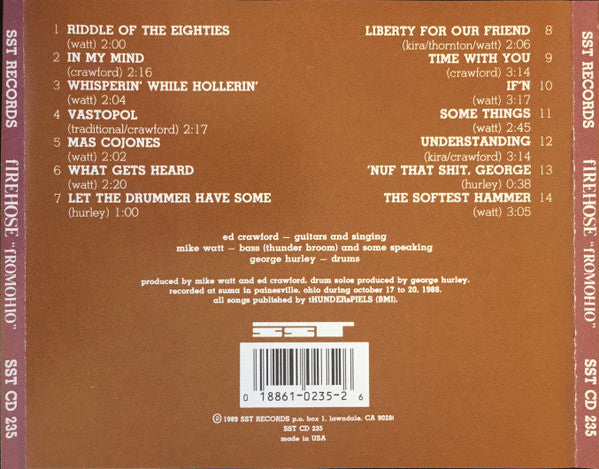 SST RECORDS
fIREHOSE "fROMOHIO"
SST CD 235
1 RIDDLE OF THE EIGHTIES
(watt) 2:00
2 IN MY MIND
(crawford) 2:16
3 WHISPERIN' WHILE HOLLERIN'
(watt) 2:04
4 VASTOPOL
(traditional/crawford) 2:17
5 MAS COJONES
(watt) 2:02
6 WHAT GETS HEARD
(watt) 2:20
7 LET THE DRUMMER HAVE SOME
(hurley) 1:00
LIBERTY FOR OUR FRIEND 8
(kira/thornton/watt) 2:06
TIME WITH YOU 9
(crawford) 3:14
IF'N 10
(watt) 3:17
SOME THINGS 11
(watt) 2:45
UNDERSTANDING 12
(kira/crawford) 3:14
'NUF THAT SHIT, GEORGE 13
(hurley) 0:38
THE SOFTEST HAMMER 14
(watt) 3:05
ed crawford – guitars and singing
mike watt – bass (thunder broom) and some speaking
george hurley – drums
produced by mike watt and ed crawford. drum solos produced by george hurley.
recorded at suma in painesville, ohio during october 17 to 20, 1988.
all songs published by tHUNDERsPIELS (BMI).
SST
0 18861-0235-2 6
℗ 1989 SST RECORDS p.o. box 1, lawndale, CA 90260
SST CD 235
made in USA
SST RECORDS
fIREHOSE "fROMOHIO"
SST CD 235